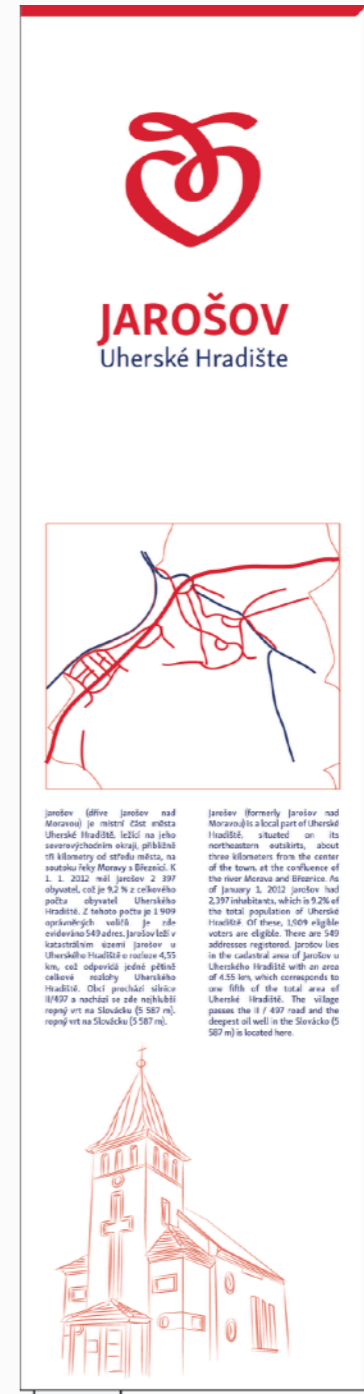 JAROŠOV
Uherské Hradište
Jarošov (dříve Jarošov nad
Moravou) je místní část města
Uherské Hradiště, ležící na jeho
severovýchodním okraji, přibližně
tři kilometry od středu města, na
soutoku řeky Moravy s Březnicí. K
1. 1. 2012 měl Jarošov 2 397
obyvatel, což je 9,2 % z celkového
počtu obyvatel Uherského
Hradiště. Z tohoto počtu je 1 909
oprávněných voličů. Je zde
evidováno 549 adres. Jarošov leží v
katastrálním území Jarošov u
Uherského Hradiště o rozloze 4,55
km, což odpovídá jedné pětině
celkové rozlohy Uherského
Hradiště. Obcí prochází silnice
II/497 a nachází se zde nejhlubší
ropný vrt na Slovácku (5 587 m).
ropný vrt na Slovácku (5 587 m).
Jarošov (formerly Jarošov nad
Moravou) is a local part of Uherské
Hradiště, situated on its
northeastern outskirts, about
three kilometers from the center
of the town, at the confluence of
the river Morava and Březnice. As
of January 1, 2012 Jarošov had
2,397 inhabitants, which is 9.2% of
the total population of Uherské
Hradiště. Of these, 1,909 eligible
voters are eligible. There are 549
addresses registered. Jarošov lies
in the cadastral area of Jarošov u
Uherského Hradiště with an area
of 4.55 km, which corresponds to
one fifth of the total area of
Uherské Hradiště. The village
passes the II / 497 road and the
deepest oil well in the Slovácko (5
587 m) is located here.